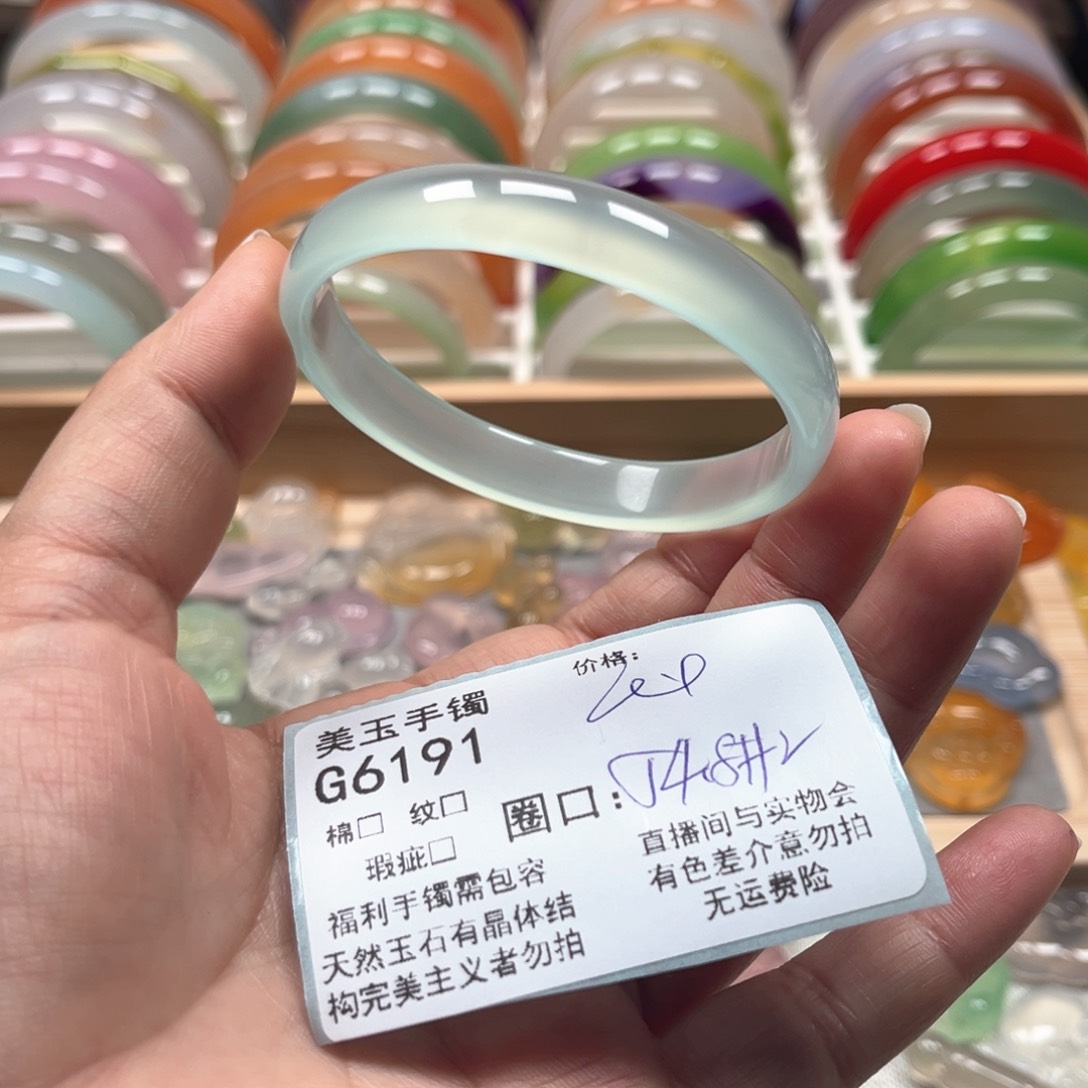 价格:
美玉手镯
G6191
棉□ 纹□
瑕疵□
圈口:
福利手镯需包容
天然玉石有晶体结
构完美主义者勿拍
直播间与实物会
有色差介意勿拍
无运费险